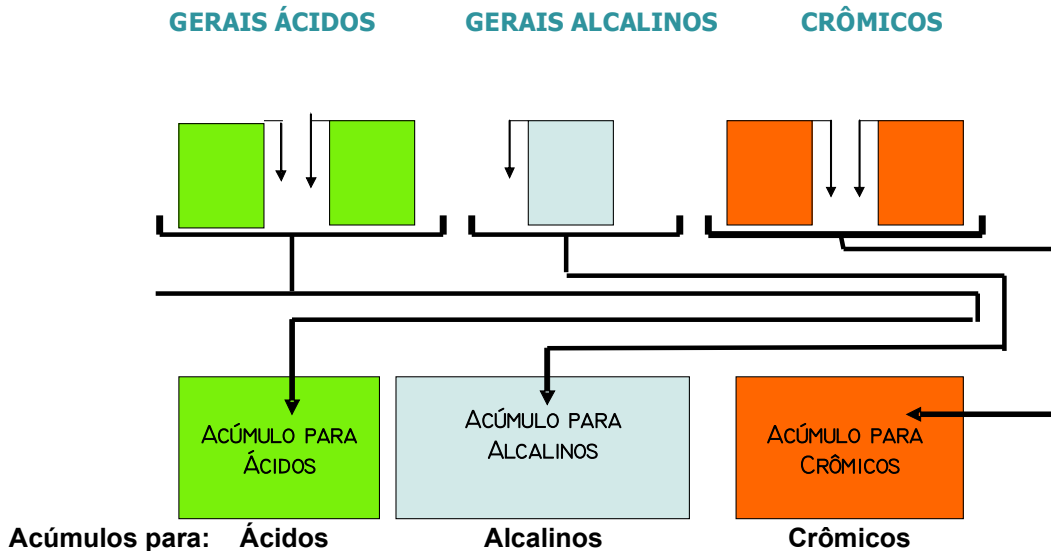 GERAIS ÁCIDOS
GERAIS ALCALINOS
CRÔMICOS
ACÚMULO PARA
ÁCIDOS
ACÚMULO PARA
ALCALINOS
ACÚMULO PARA
CRÔMICOS
Acúmulos para: Ácidos Alcalinos Crômicos